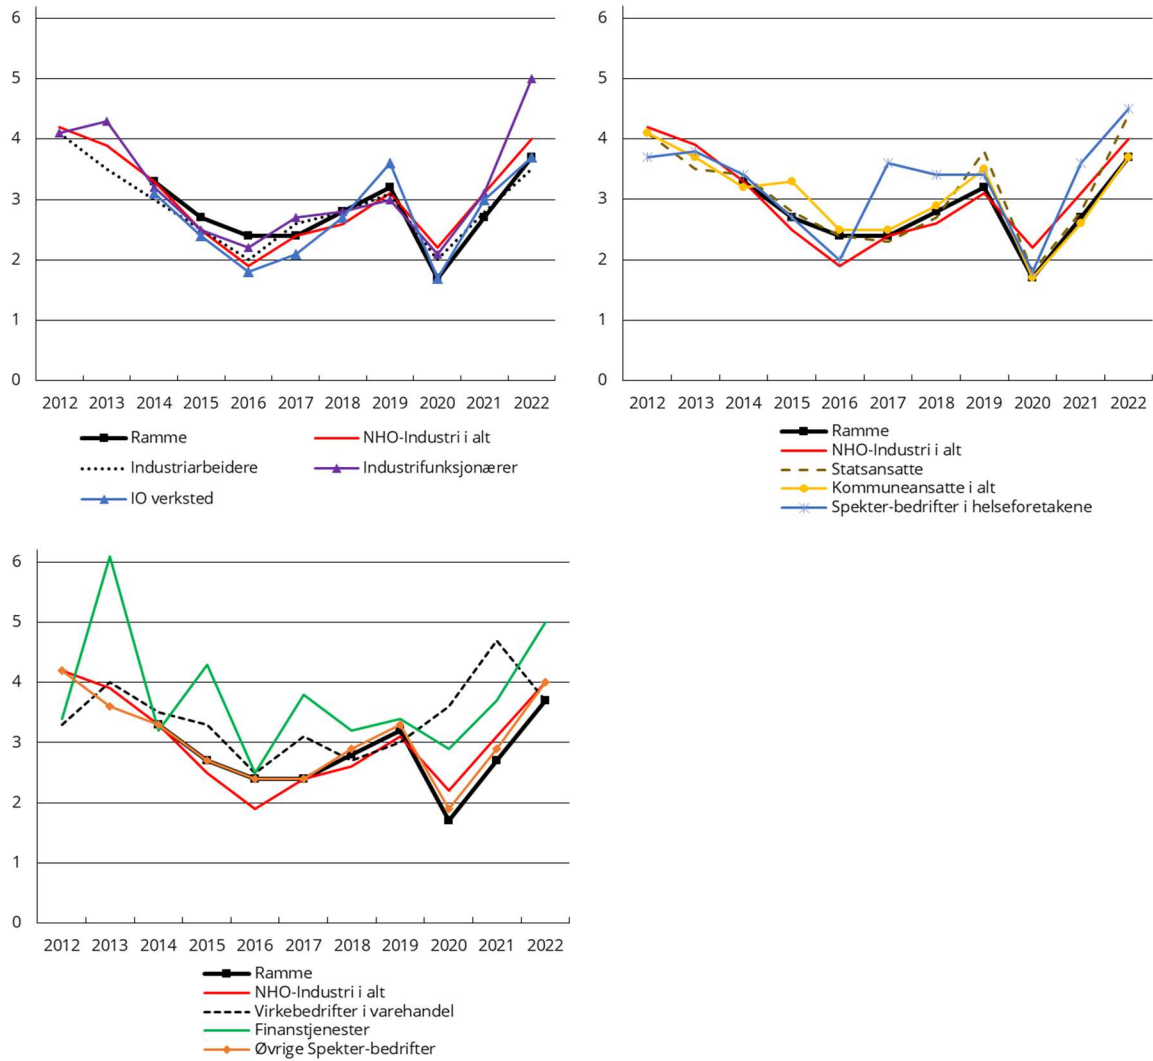 6
5
4
3
2
1
0
2012 2013 2014 2015 2016 2017 2018 2019 2020 2021 2022
Ramme NHO-Industri i alt
Industriarbeidere Industrifunksjonærer
IO verksted
6
5
4
3
2
1
0
2012 2013 2014 2015 2016 2017 2018 2019 2020 2021 2022
Ramme
NHO-Industri i alt
Statsansatte
Kommuneansatte i alt
Spekter-bedrifter i helseforetakene
6
5
4
3
2
1
0
2012 2013 2014 2015 2016 2017 2018 2019 2020 2021 2022
Ramme
NHO-Industri i alt
Virkebedrifter i varehandel
Finanstjenester
Øvrige Spekter-bedrifter